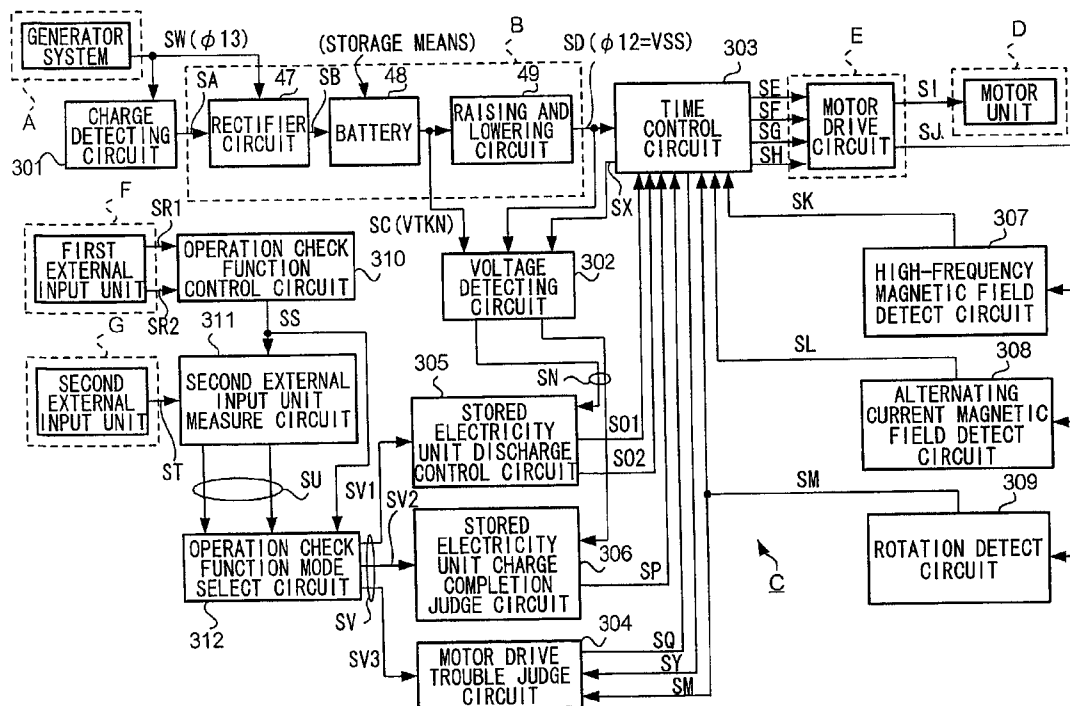 GENERATOR
SYSTEM
A
SW(φ13)
(STORAGE MEANS)
B
SD(φ12=VSS)
303
E
D
CHARGE
DETECTING
CIRCUIT
301
SA
47
RECTIFIER
CIRCUIT
SB
48
BATTERY
49
RAISING AND
LOWERING
CIRCUIT
TIME
CONTROL
CIRCUIT
SE
SF
SG
SH
MOTOR
DRIVE
CIRCUIT
SI
SJ
MOTOR
UNIT
F
SR1
SR2
FIRST
EXTERNAL
INPUT UNIT
OPERATION CHECK
FUNCTION
CONTROL CIRCUIT
310
SC(VTKN)
SX
VOLTAGE
DETECTING
CIRCUIT
302
SK
307
HIGH-FREQUENCY
MAGNETIC FIELD
DETECT CIRCUIT
SS
G
311
SECOND
EXTERNAL
INPUT UNIT
ST
SECOND EXTERNAL
INPUT UNIT
MEASURE CIRCUIT
SU
305
SN
STORED
ELECTRICITY
UNIT DISCHARGE
CONTROL CIRCUIT
SO1
SO2
SL
308
ALTERNATING
CURRENT MAGNETIC
FIELD DETECT
CIRCUIT
SV1
SV2
OPERATION CHECK
FUNCTION MODE
SELECT CIRCUIT
312
SV
SV3
STORED
ELECTRICITY
UNIT CHARGE
COMPLETION
JUDGE CIRCUIT
306
SP
C
SM
309
ROTATION DETECT
CIRCUIT
304
MOTOR DRIVE
TROUBLE JUDGE
CIRCUIT
SQ
SY
SM